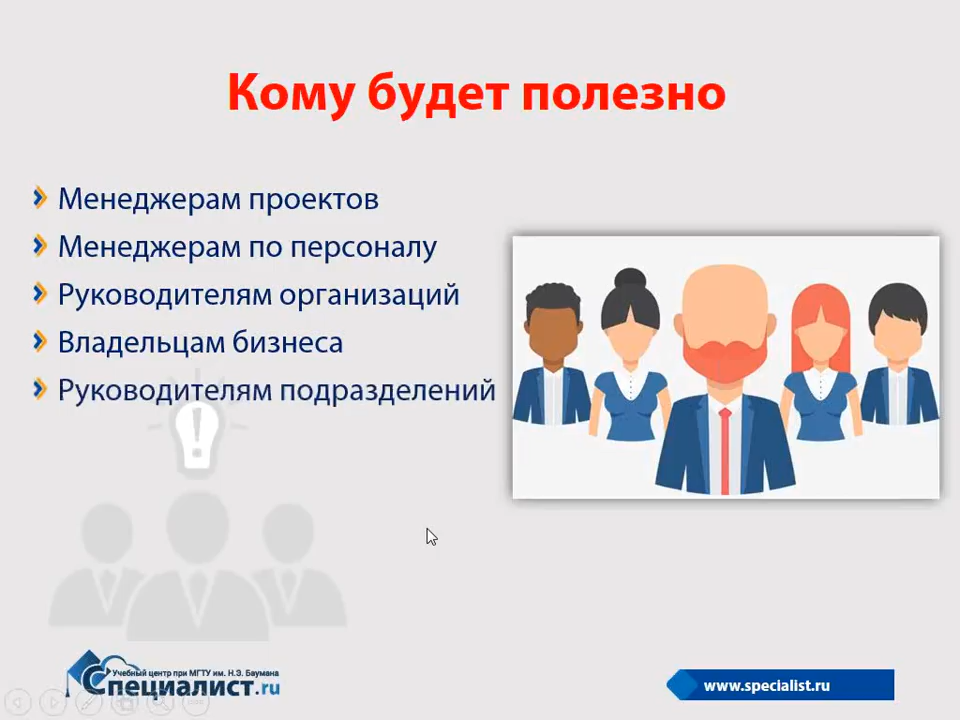 Кому будет полезно
Менеджерам проектов
Менеджерам по персоналу
Руководителям организаций
Владельцам бизнеса
Руководителям подразделений
Учебный центр при МГТУ им. Н.Э. Баумана
Специалист.ru
www.specialist.ru